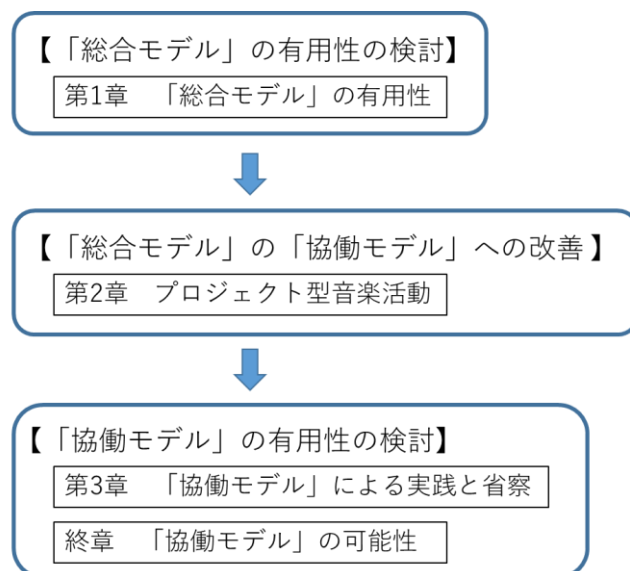 【「総合モデル」の有用性の検討】
第1章　「総合モデル」の有用性
【「総合モデル」の「協働モデル」への改善】
第2章　プロジェクト型音楽活動
【「協働モデル」の有用性の検討】
第3章　「協働モデル」による実践と省察
終章　「協働モデル」の可能性